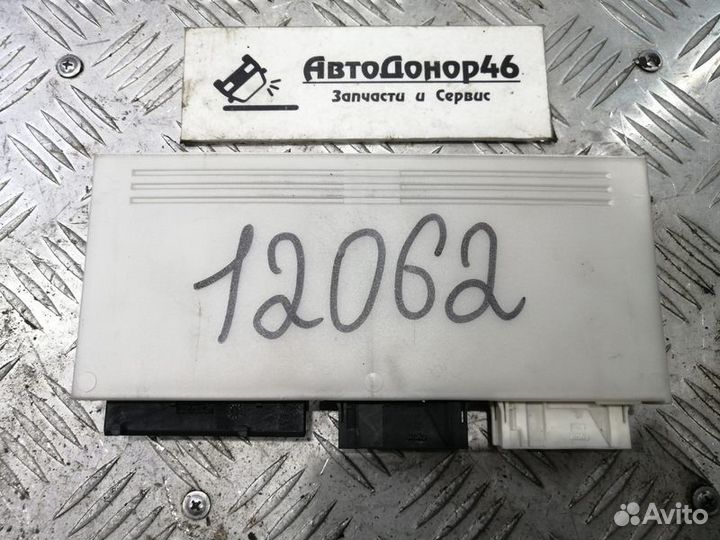 АвтоДонор46
Запчасти и Сервис
12062
Avito